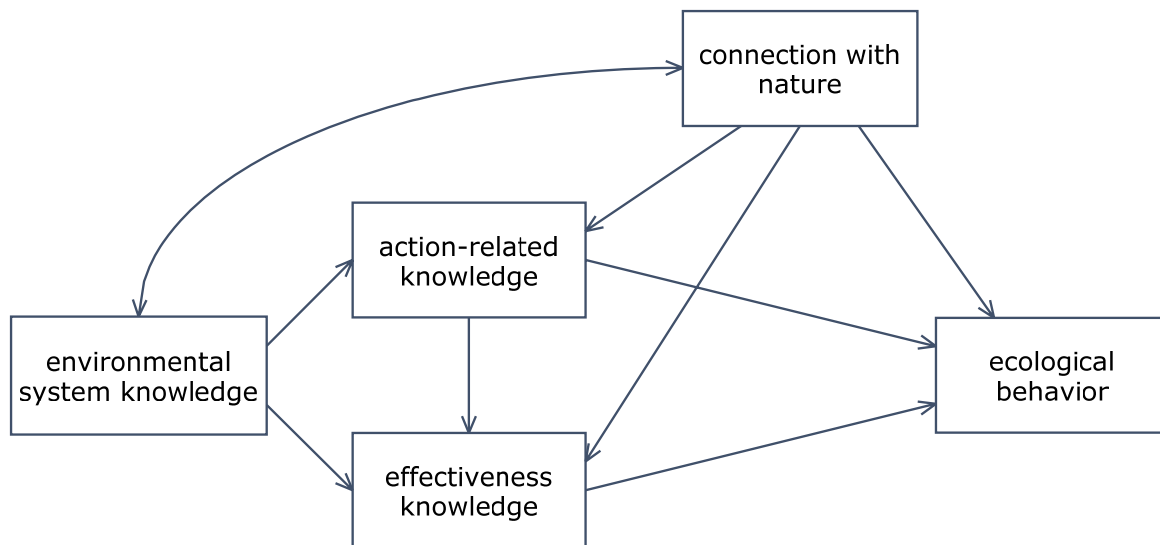 connection with
nature
action-related
knowledge
environmental
system knowledge
ecological
behavior
effectiveness
knowledge